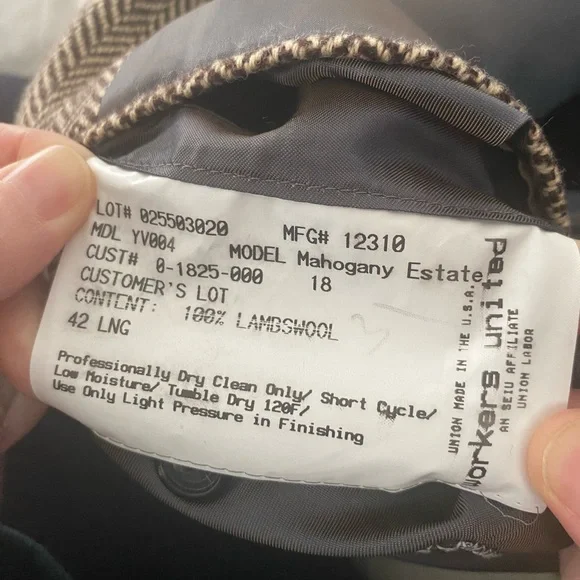 LOT# 025503020 MFG# 12310
MDL YV004 MODEL Mahogany Estate
CUST# 0-1825-000 18
CUSTOMER'S LOT
CONTENT: 100% LAMBSWOOL
42 LNG
Professionally Dry Clean Only/ Short Cycle/
Low Moisture/ Tumble Dry 120F/
Use Only Light Pressure in Finishing
UNION MADE IN THE U.S.A.
workers united
AN SEIU AFFILIATE
UNION LABOR